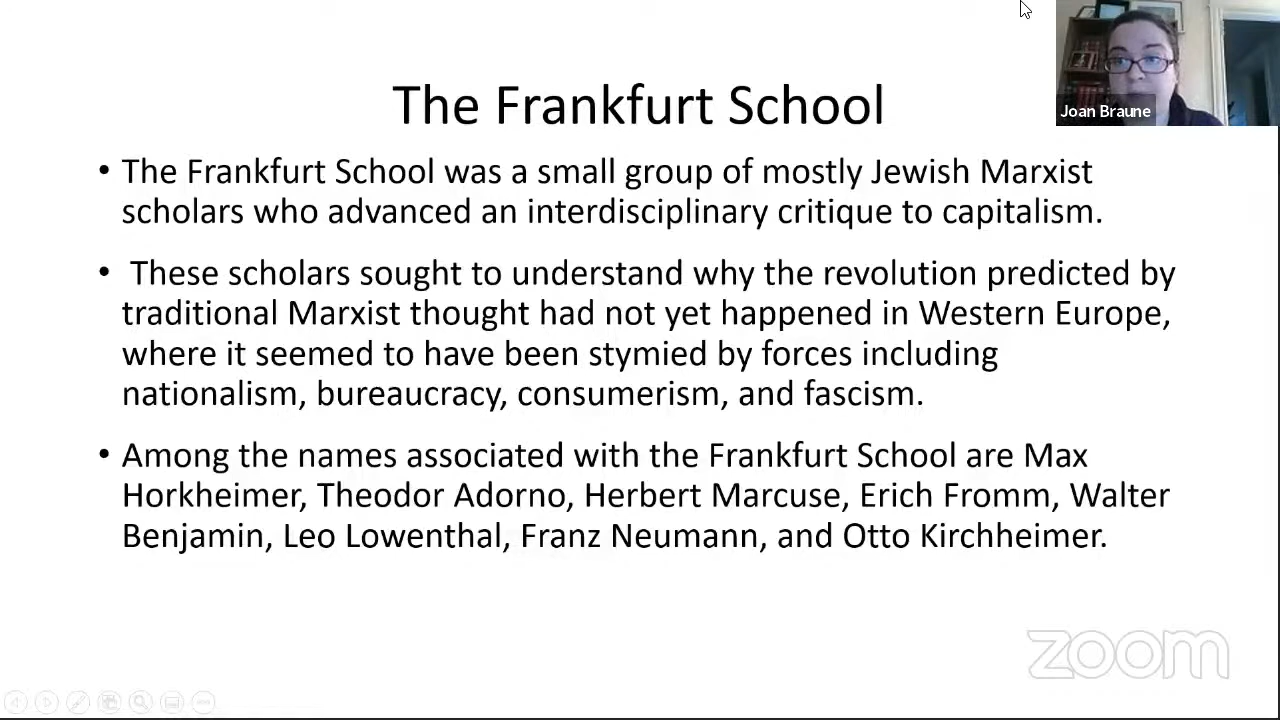 The Frankfurt School
Joan Braune
• The Frankfurt School was a small group of mostly Jewish Marxist
scholars who advanced an interdisciplinary critique to capitalism.
• These scholars sought to understand why the revolution predicted by
traditional Marxist thought had not yet happened in Western Europe,
where it seemed to have been stymied by forces including
nationalism, bureaucracy, consumerism, and fascism.
• Among the names associated with the Frankfurt School are Max
Horkheimer, Theodor Adorno, Herbert Marcuse, Erich Fromm, Walter
Benjamin, Leo Lowenthal, Franz Neumann, and Otto Kirchheimer.
zoom